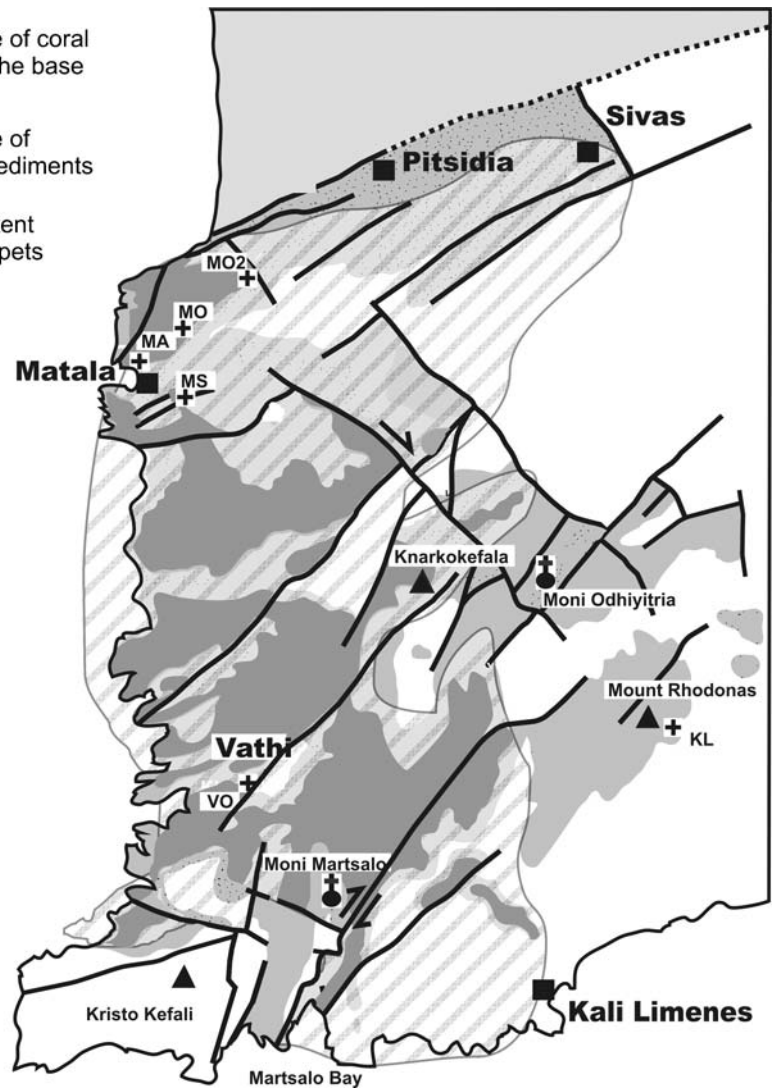 e of coral
he base
e of
ediments
tent
pets
Sivas
Pitsidia
MO2
MO
MA
Matala
MS
Knarkokefala
Moni Odhiyitria
Mount Rhodonas
KL
Vathi
VO
Moni Martsalo
Kristo Kefali
Kali Limenes
Martsalo Bay